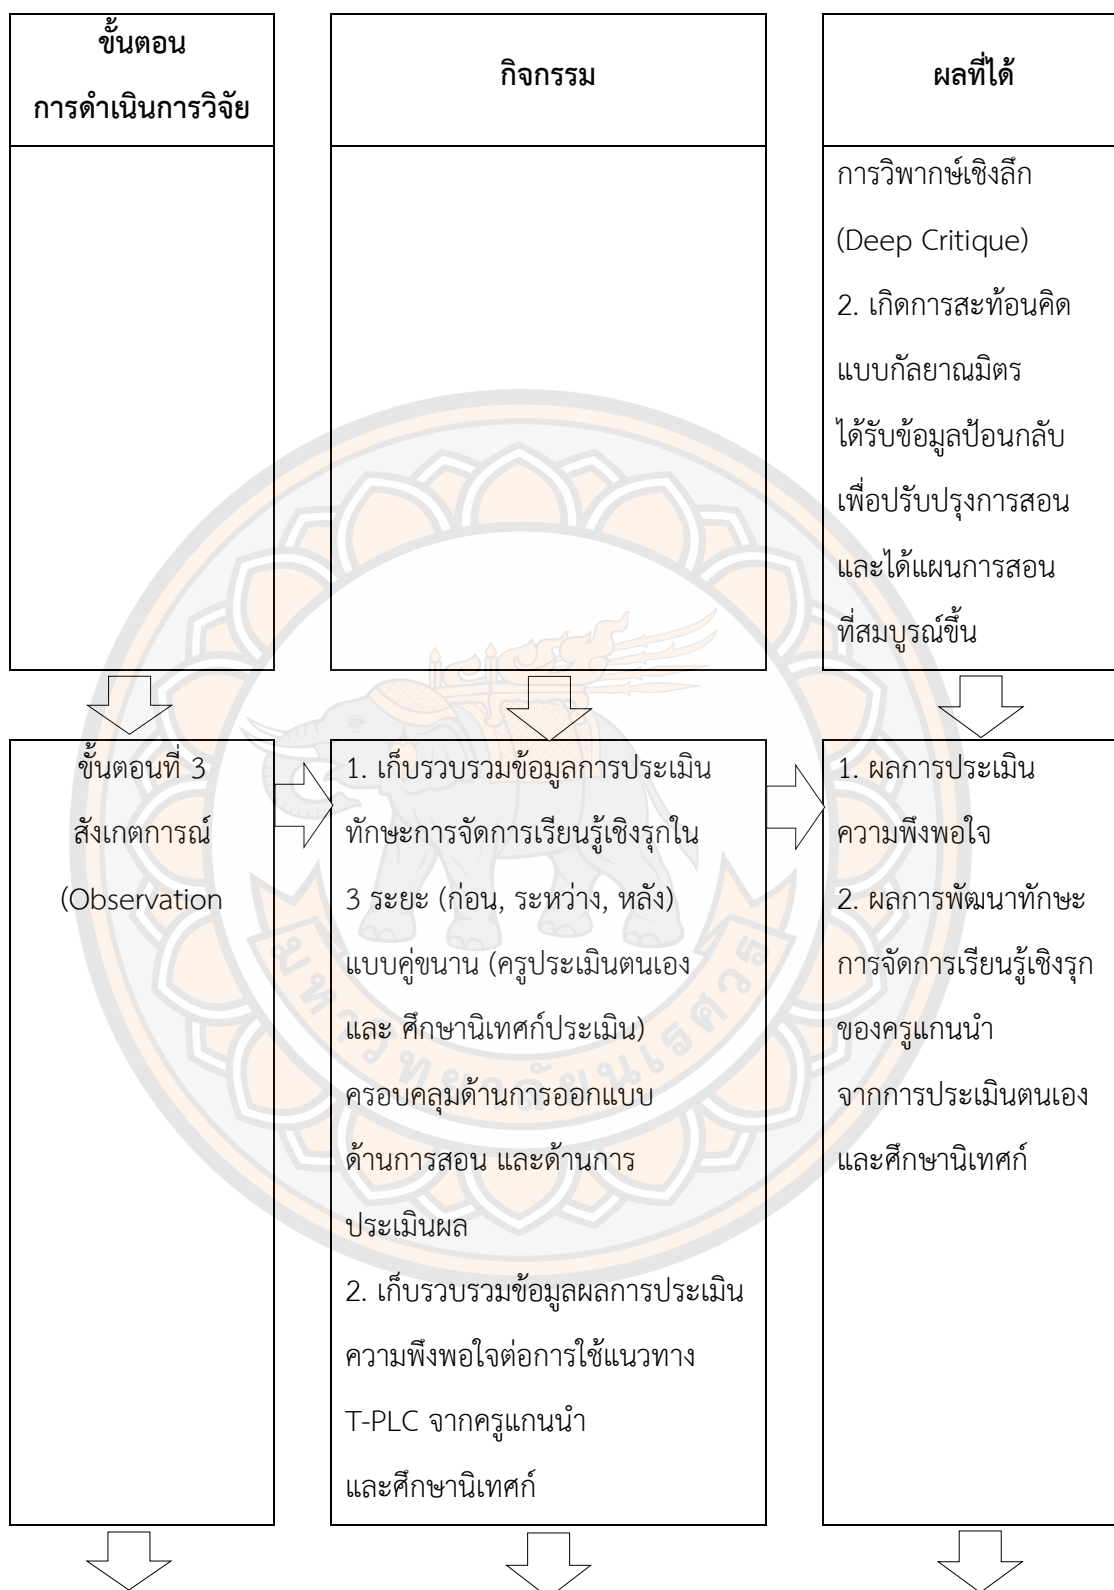 ขั้นตอน
การดำเนินการวิจัย
กิจกรรม
ผลที่ได้
การวิพากษ์เชิงลึก
(Deep Critique)
2. เกิดการสะท้อนคิด
แบบกัลยาณมิตร
ได้รับข้อมูลป้อนกลับ
เพื่อปรับปรุงการสอน
และได้แผนการสอน
ที่สมบูรณ์ขึ้น
ขั้นตอนที่ 3
สังเกตการณ์
(Observation
1. เก็บรวบรวมข้อมูลการประเมิน
ทักษะการจัดการเรียนรู้เชิงรุกใน
3 ระยะ (ก่อน, ระหว่าง, หลัง)
แบบคู่ขนาน (ครูประเมินตนเอง
และ ศึกษานิเทศก์ประเมิน)
ครอบคลุมด้านการออกแบบ
ด้านการสอน และด้านการ
ประเมินผล
2. เก็บรวบรวมข้อมูลผลการประเมิน
ความพึงพอใจต่อการใช้แนวทาง
T-PLC จากครูแกนนำ
และศึกษานิเทศก์
1. ผลการประเมิน
ความพึงพอใจ
2. ผลการพัฒนาทักษะ
การจัดการเรียนรู้เชิงรุก
ของครูแกนนำ
จากการประเมินตนเอง
และศึกษานิเทศก์
มหาวิทยาลัยนเรศวร